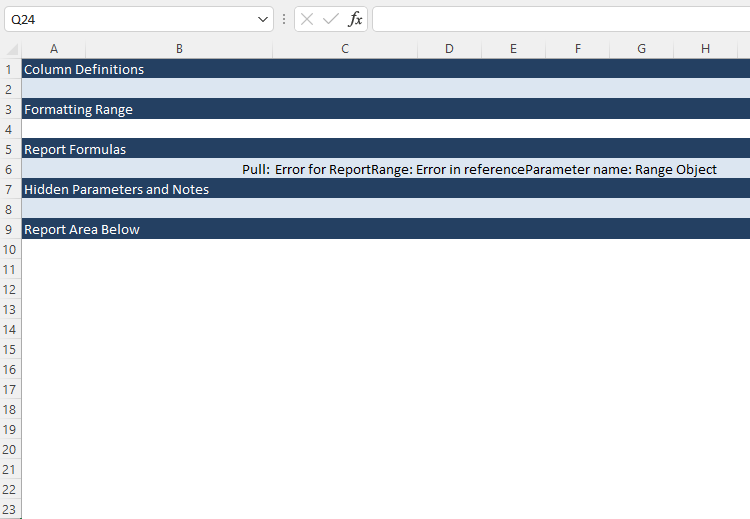 Q24
fx
A B C D E F G H
1 Column Definitions
2
3 Formatting Range
4
5 Report Formulas
6 Pull: Error for ReportRange: Error in referenceParameter name: Range Object
7 Hidden Parameters and Notes
8
9 Report Area Below
10
11
12
13
14
15
16
17
18
19
20
21
22
23